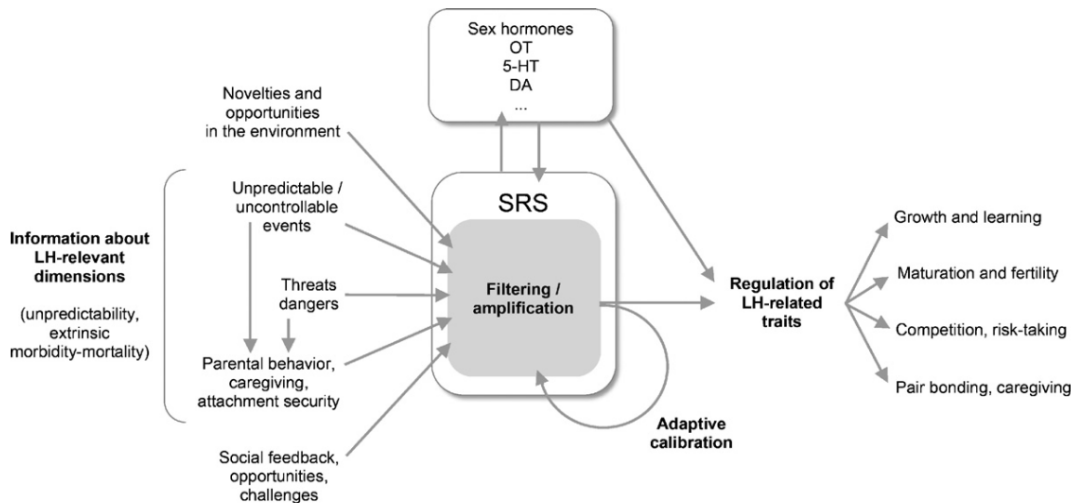 Sex hormones
OT
5-HT
DA
...
Novelties and
opportunities
in the environment
Unpredictable /
uncontrollable
events
Information about
LH-relevant
dimensions
(unpredictability,
extrinsic
morbidity-mortality)
Threats
dangers
Parental behavior,
caregiving,
attachment security
Social feedback,
opportunities,
challenges
SRS
Filtering /
amplification
Adaptive
calibration
Regulation of
LH-related
traits
Growth and learning
Maturation and fertility
Competition, risk-taking
Pair bonding, caregiving